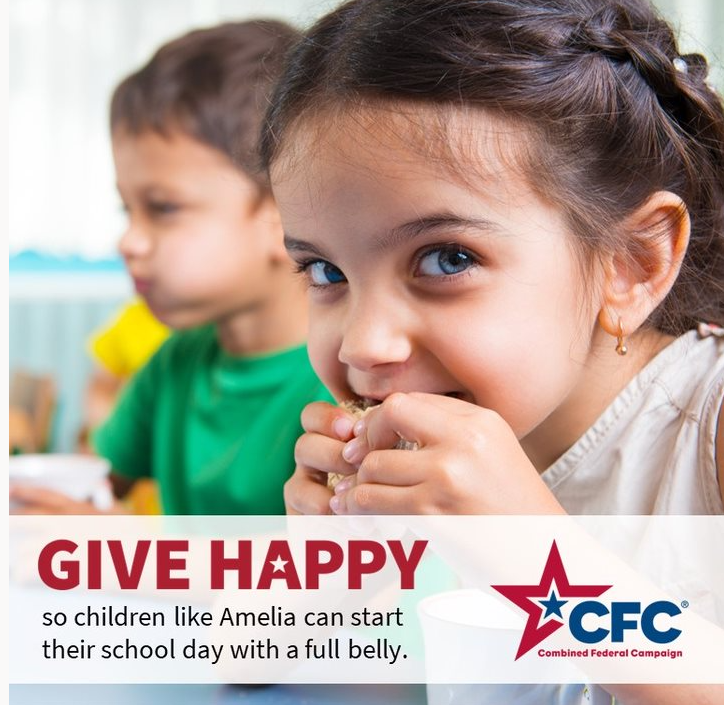 GIVE HAPPY
so children like Amelia can start
their school day with a full belly.
CFC®
Combined Federal Campaign